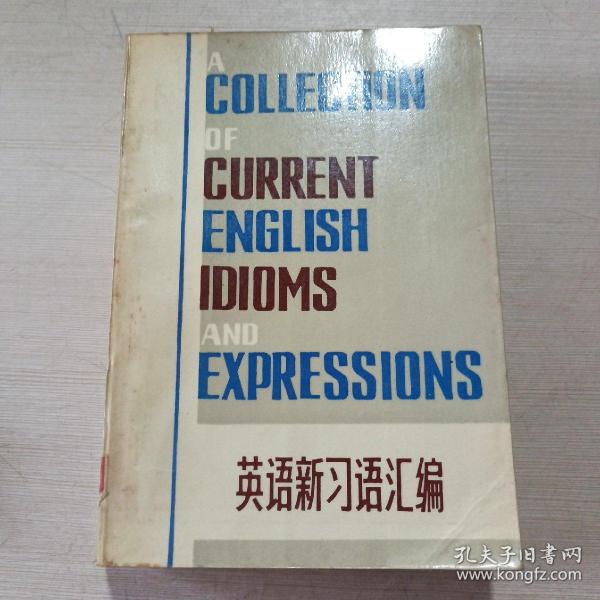 A
COLLECTION
OF
CURRENT
ENGLISH
IDIOMS
AND
EXPRESSIONS
英语新习语汇编
孔夫子旧書网
www.kongfz.com